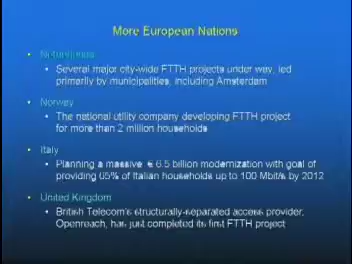 More European Nations
• Netherlands
• Several major city-wide FTTH projects under way, led
primarily by municipalities, including Amsterdam
• Norway
• The national utility company developing FTTH project
for more than 2 million households
• Italy
• Planning a massive € 6.5 billion modernization with goal of
providing of Italian households up to 100 Mbit/s by 2012
• United Kingdom
• British Telecom's structurally-separated access provider,
Openreach, has just completed its first FTTH project